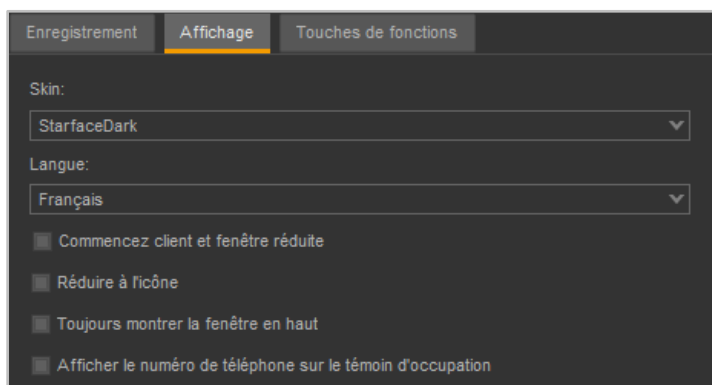 Enregistrement Affichage Touches de fonctions
Skin:
StarfaceDark
Langue:
Français
Commencez client et fenêtre réduite
Réduire à l'icône
Toujours montrer la fenêtre en haut
Afficher le numéro de téléphone sur le témoin d'occupation